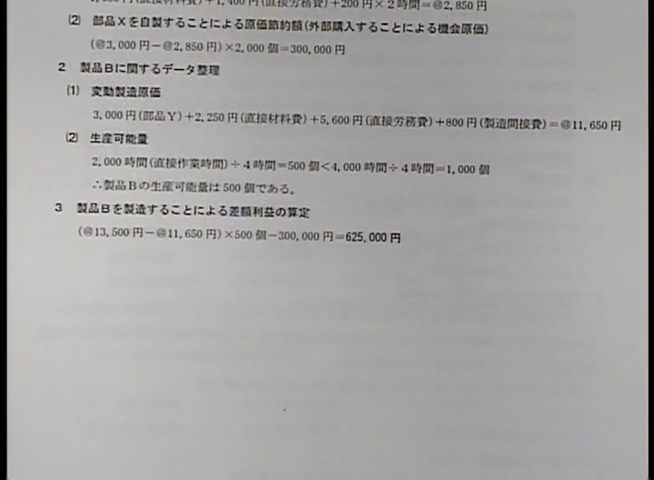 (直接労務費)+200円×2時間=@2,850円
(2) 部品Xを自製することによる原価節約額(外部購入することによる機会原価)
(@3,000円-@2,850円)×2,000個=300,000円
2 製品Bに関するデータ整理
(1) 変動製造原価
3,000円(部品Y)+2,250円(直接材料費)+5,600円(直接労務費)+800円(製造間接費)=@11,650円
(2) 生産可能量
2,000時間(直接作業時間)÷4時間=500個<4,000時間÷4時間=1,000個
∴製品Bの生産可能量は500個である。
3 製品Bを製造することによる差額利益の算定
(@13,500円-@11,650円)×500個-300,000円=625,000円